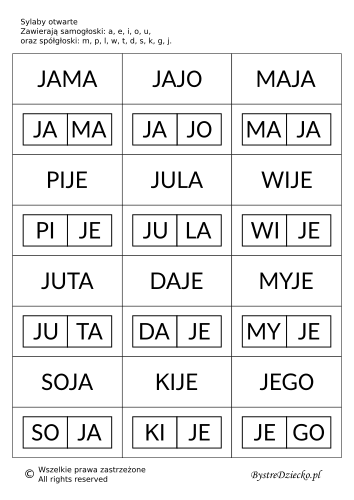 Sylaby otwarte
Zawierają samogłoski: a, e, i, o, u,
oraz spółgłoski: m, p, l, w, t, d, s, k, g, j.
JAMA JAJO MAJA
JA MA JA JO MA JA
PIJE JULA WIJE
PI JE JU LA WI JE
JUTA DAJE MYJE
JU TA DA JE MY JE
SOJA KIJE JEGO
SO JA KI JE JE GO
© Wszelkie prawa zastrzeżone
All rights reserved
BystreDziecko.pl